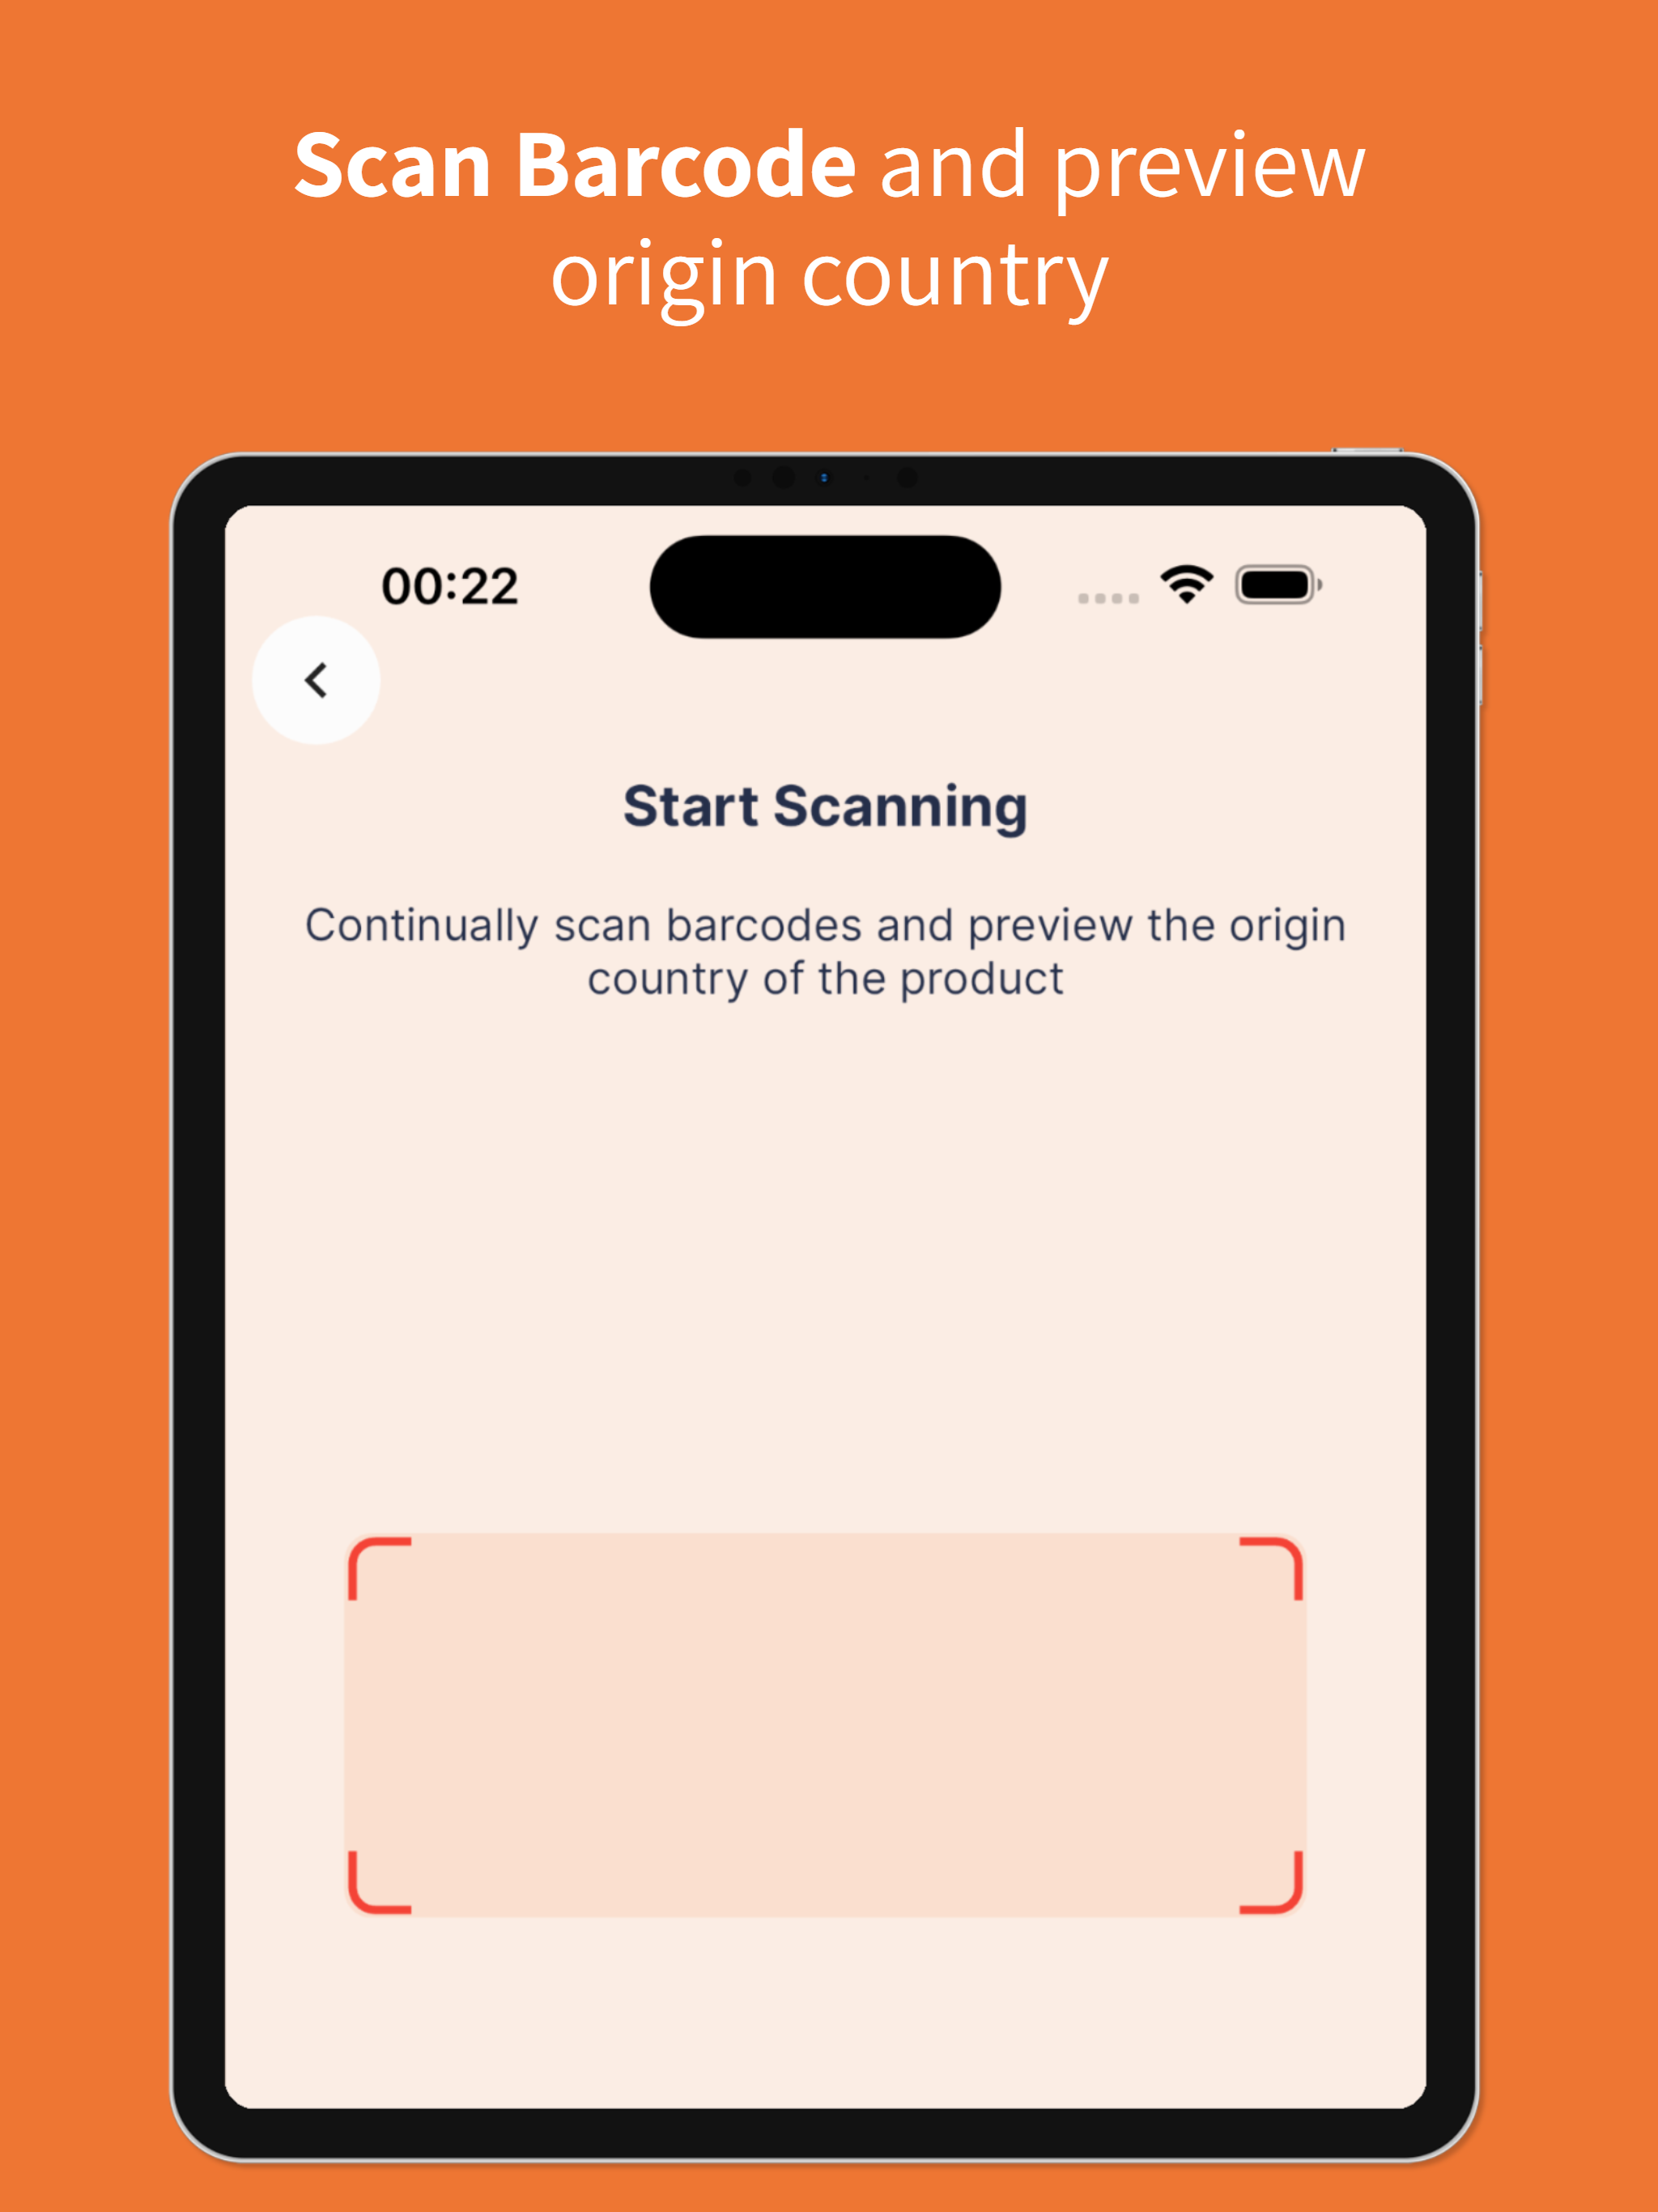 Scan Barcode and preview
origin country
00:22
Start Scanning
Continually scan barcodes and preview the origin
country of the product